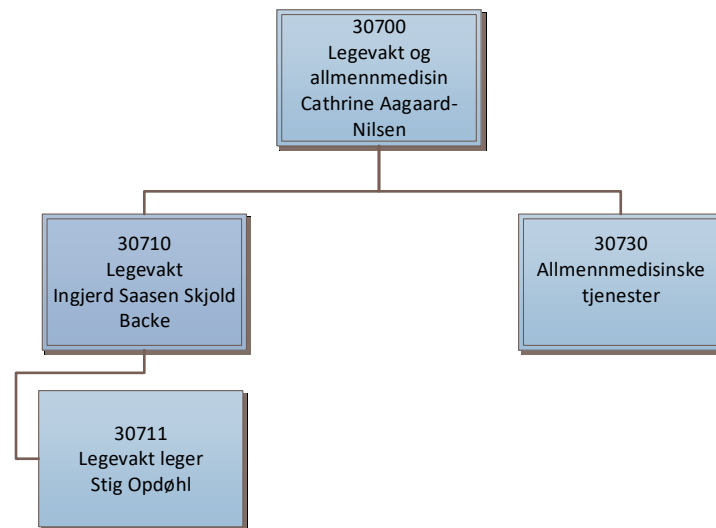 30700
Legevakt og
allmennmedisin
Cathrine Aagaard-
Nilsen
30710
Legevakt
Ingjerd Saasen Skjold
Backe
30730
Allmennmedisinske
tjenester
30711
Legevakt leger
Stig Opdøhl